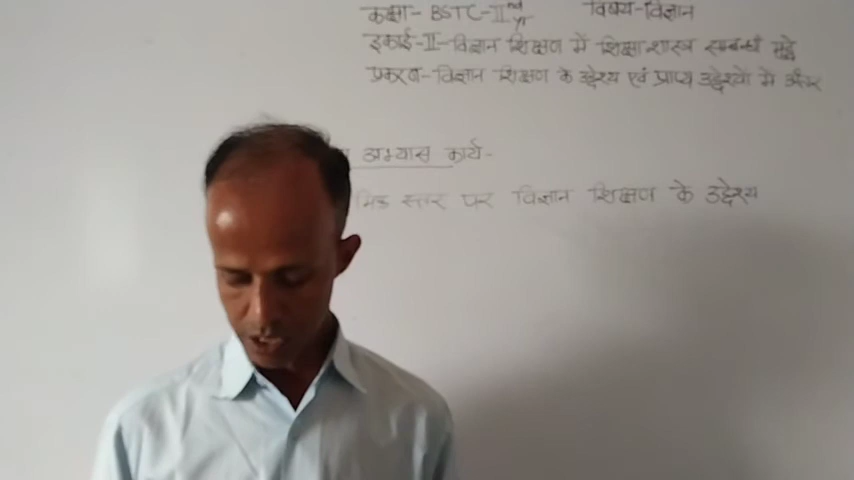 कक्षा- BSTC-II nd yr विषय-विज्ञान
इकाई-II-विज्ञान शिक्षण में शिक्षाशास्त्र सम्बन्धी मुद्दे
प्रकरण-विज्ञान शिक्षण के उद्देश्य एवं प्राप्य उद्देश्यों में अंतर
अभ्यास कार्य-
स्तर पर विज्ञान शिक्षण के उद्देश्य